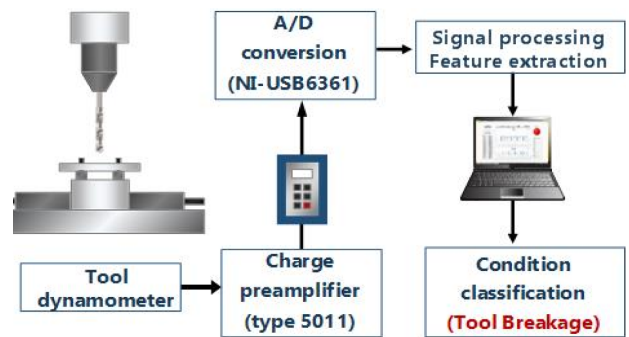 A/D
conversion
(NI-USB6361)
Signal processing
Feature extraction
Tool
dynamometer
Charge
preamplifier
(type 5011)
Condition
classification
(Tool Breakage)